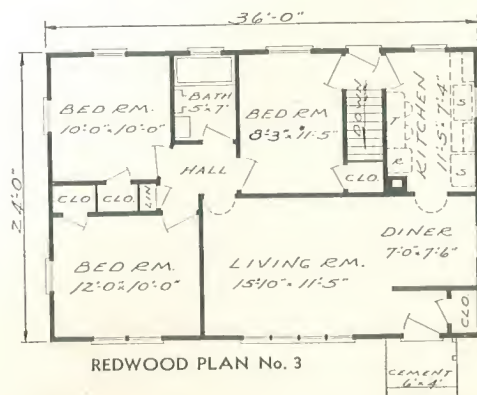 36'-0"
24'-0"
BED RM.
10'-0" x 10'-0"
BATH
5' x 7'
BED RM
8'-3" x 11'-5"
DOWN
KITCHEN
11'-5" x 7'-4"
T
R
S
S
HALL
CLO.
CLO.
CLO.
LIN
BED RM.
12'-0" x 10'-0"
LIVING RM.
15'-10" x 11'-5"
DINER
7'-0" x 7'-6"
CLO.
CEMENT
6' x 4'
REDWOOD PLAN No. 3